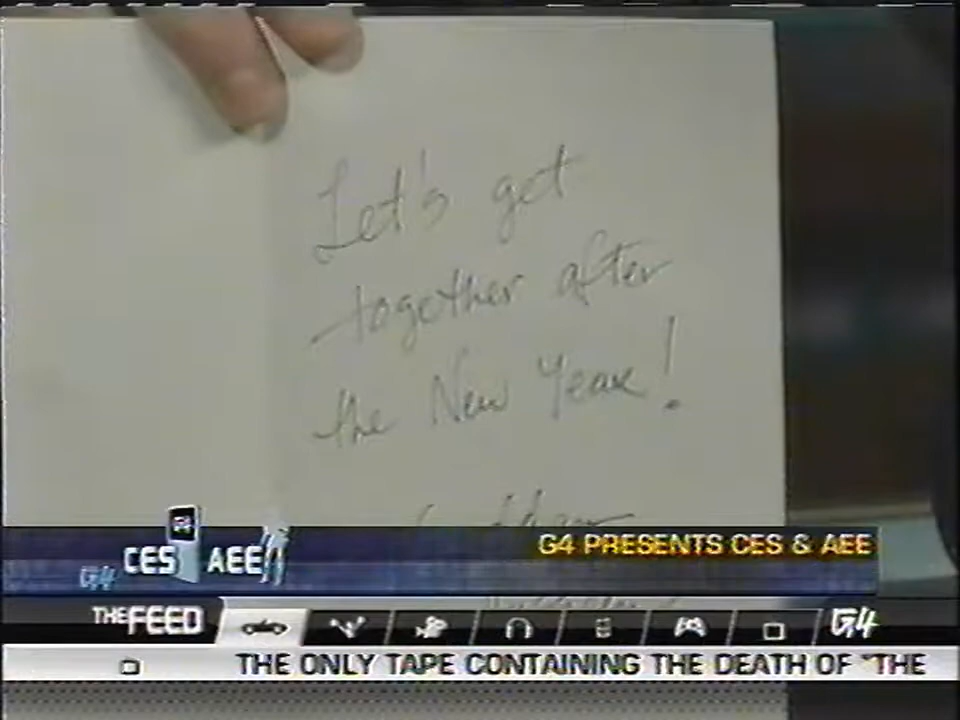 Let's get
together after
the New Year!
CES AEE
G4
G4 PRESENTS CES & AEE
THE FEED
G4
THE ONLY TAPE CONTAINING THE DEATH OF "THE